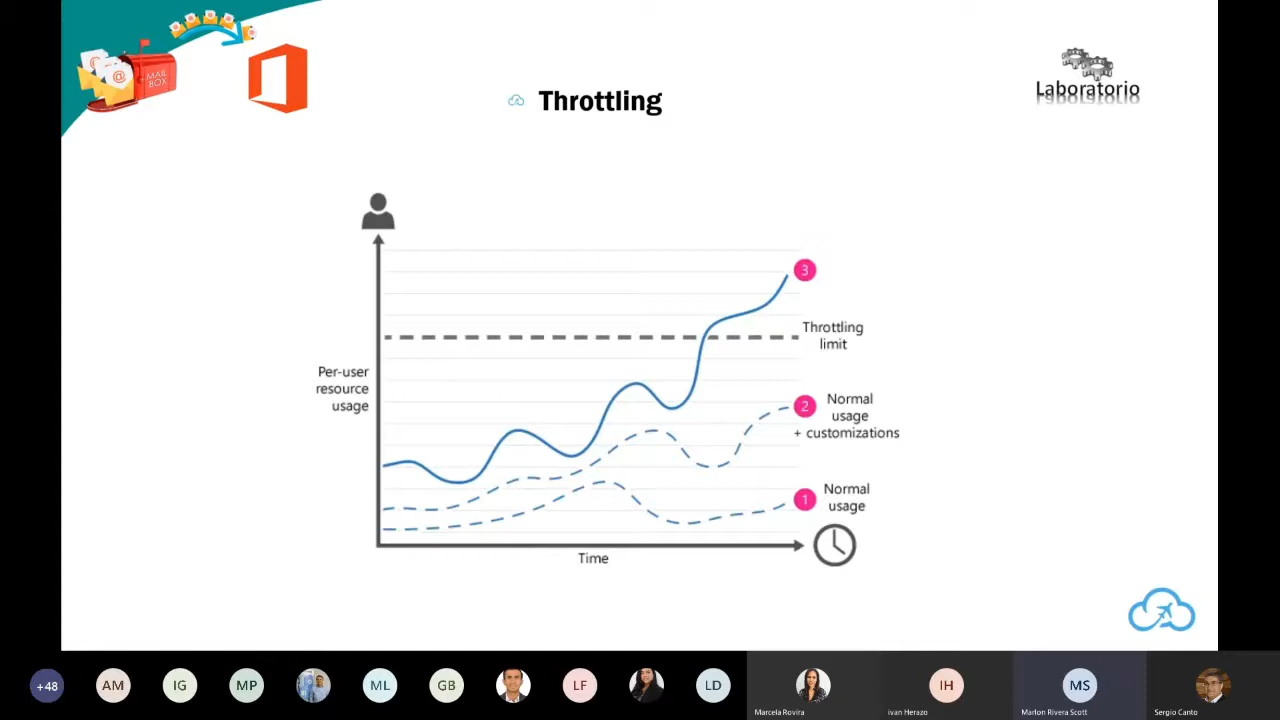 @
@
MAIL
BOX
Throttling
Laboratorio
3
Throttling
limit
Per-user
resource
usage
2
Normal
usage
+ customizations
1
Normal
usage
Time
+48
AM
IG
MP
ML
GB
LF
LD
IH
MS
Marcela Rovira
ivan Herazo
Marlon Rivera Scott
Sergio Canto